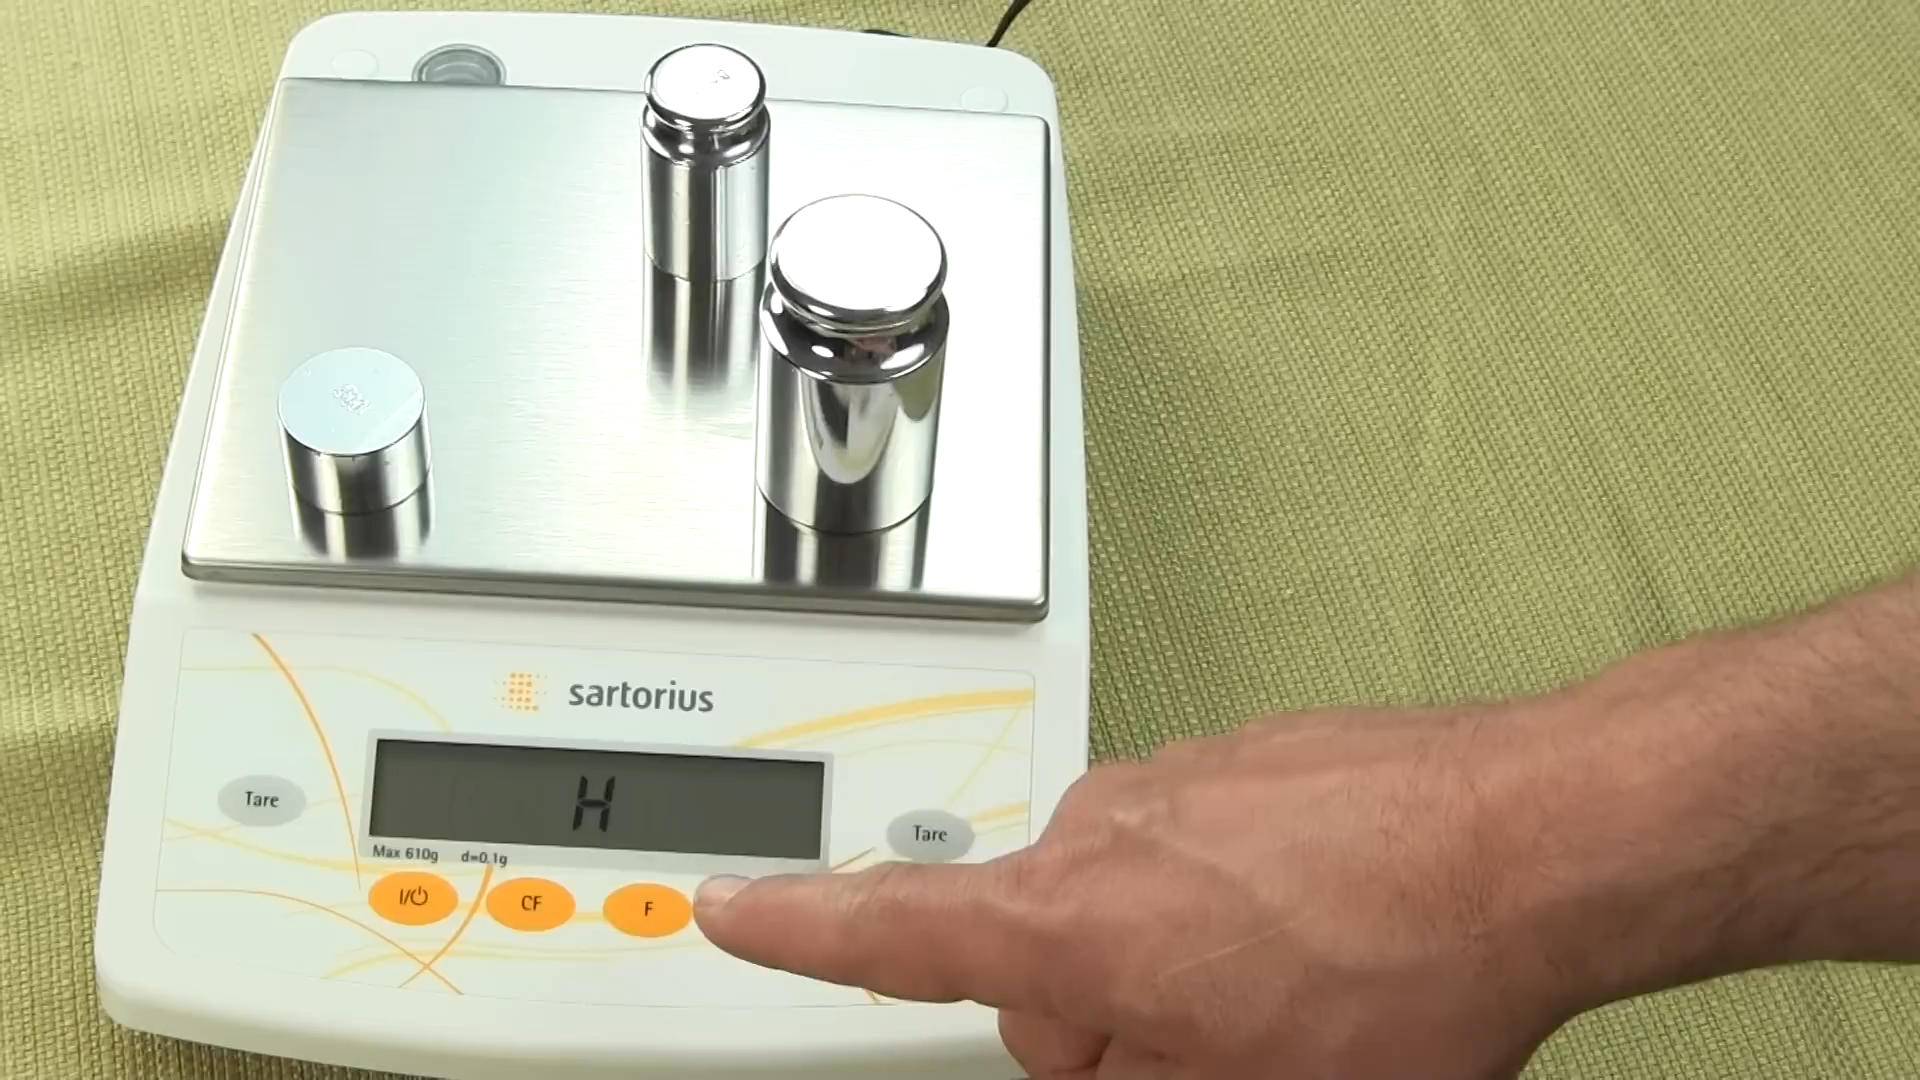 sartorius
H
Tare
Tare
Max 610g d=0.1g
I/⏻ CF F